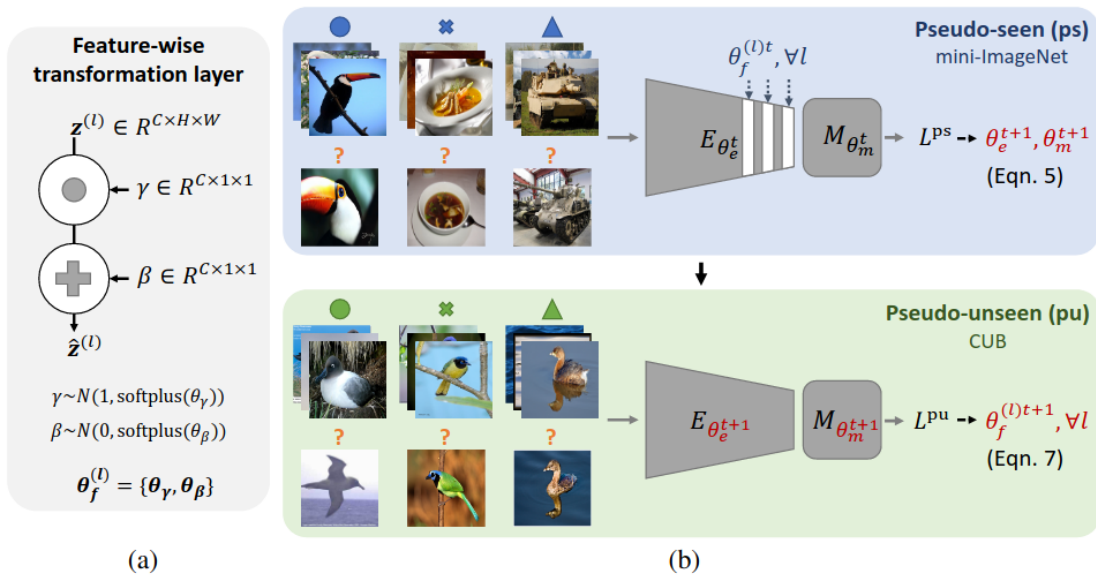 Feature-wise
transformation layer
z^(l) ∈ R^{C×H×W}
γ ∈ R^{C×1×1}
β ∈ R^{C×1×1}
ẑ^(l)
γ~N(1, softplus(θ_γ))
β~N(0, softplus(θ_β))
θ_f^(l) = {θ_γ, θ_β}
(a)
Pseudo-seen (ps)
mini-ImageNet
θ_f^{(l)t}, ∀l
? ? ?
E_{θ_e^t}
M_{θ_m^t}
L^ps
θ_e^{t+1}, θ_m^{t+1}
(Eqn. 5)
Pseudo-unseen (pu)
CUB
? ? ?
E_{θ_e^{t+1}}
M_{θ_m^{t+1}}
L^pu
θ_f^{(l)t+1}, ∀l
(Eqn. 7)
(b)